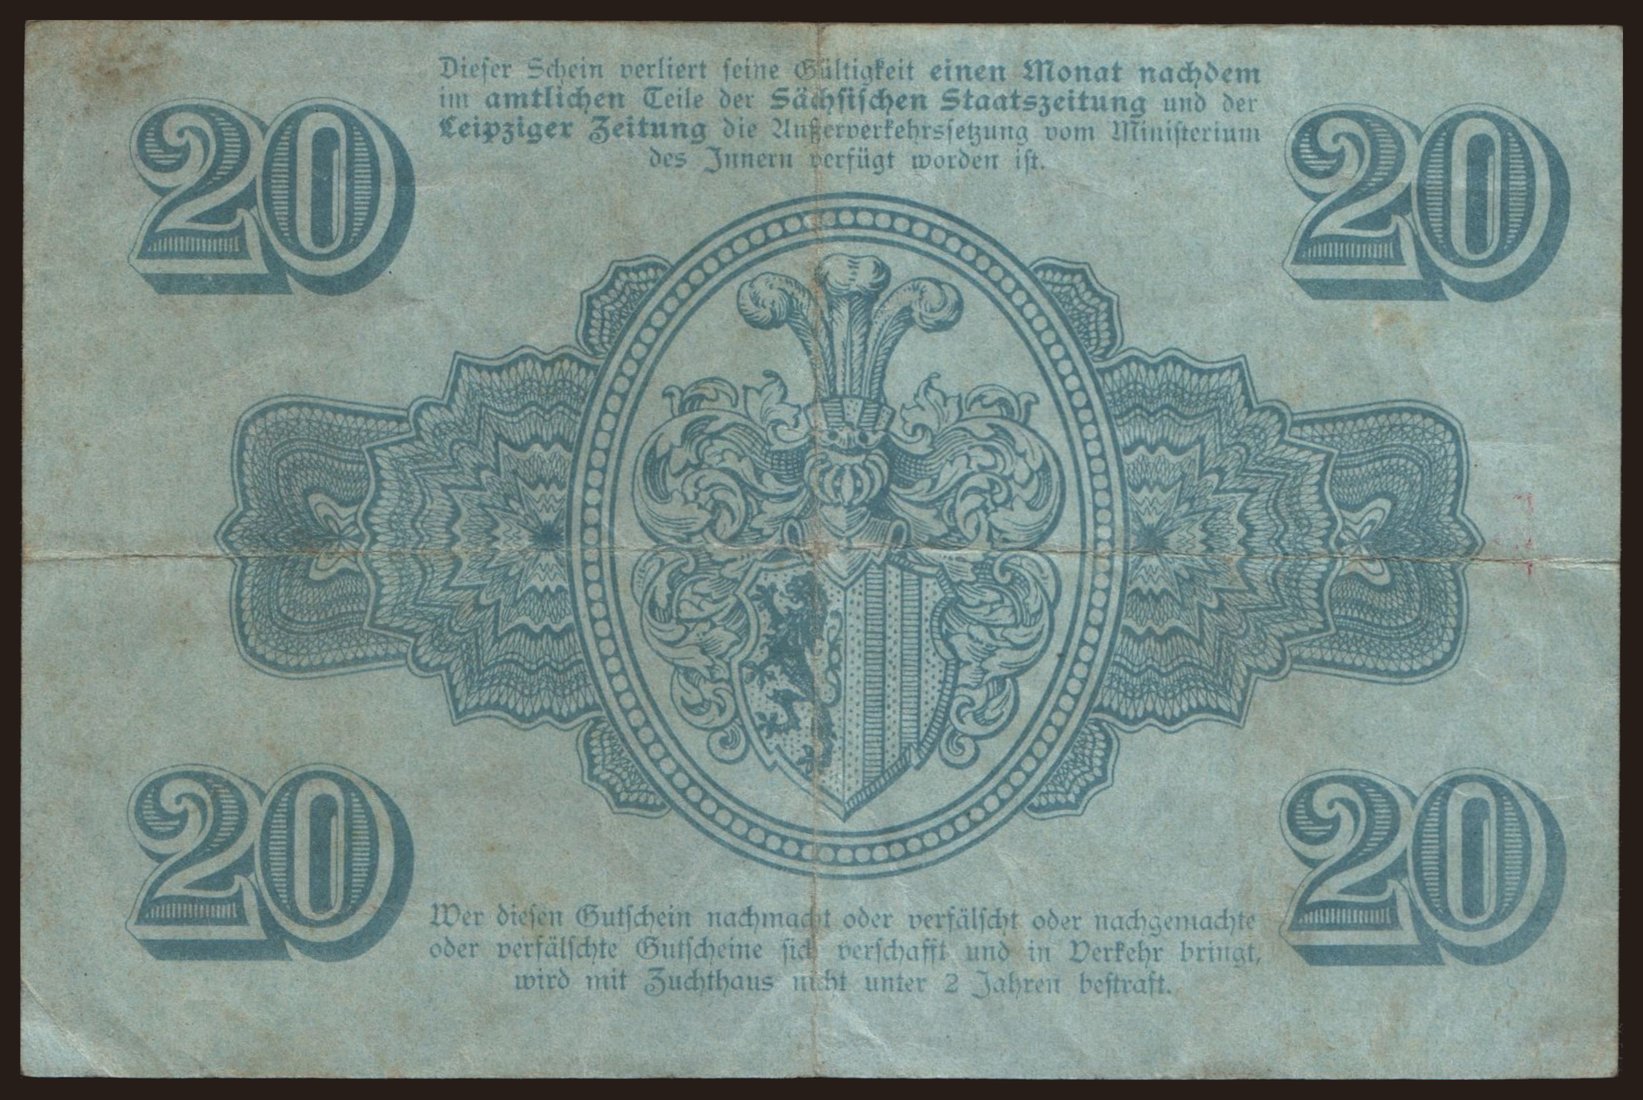 Dieser Schein verliert seine Gültigkeit einen Monat nachdem
im amtlichen Teile der Sächsischen Staatszeitung und der
Leipziger Zeitung die Außerverkehrssetzung vom Ministerium
des Innern verfügt worden ist.
20
20
20
20
Wer diesen Gutschein nachmacht oder verfälscht oder nachgemachte
oder verfälschte Gutscheine sich verschafft und in Verkehr bringt,
wird mit Zuchthaus nicht unter 2 Jahren bestraft.